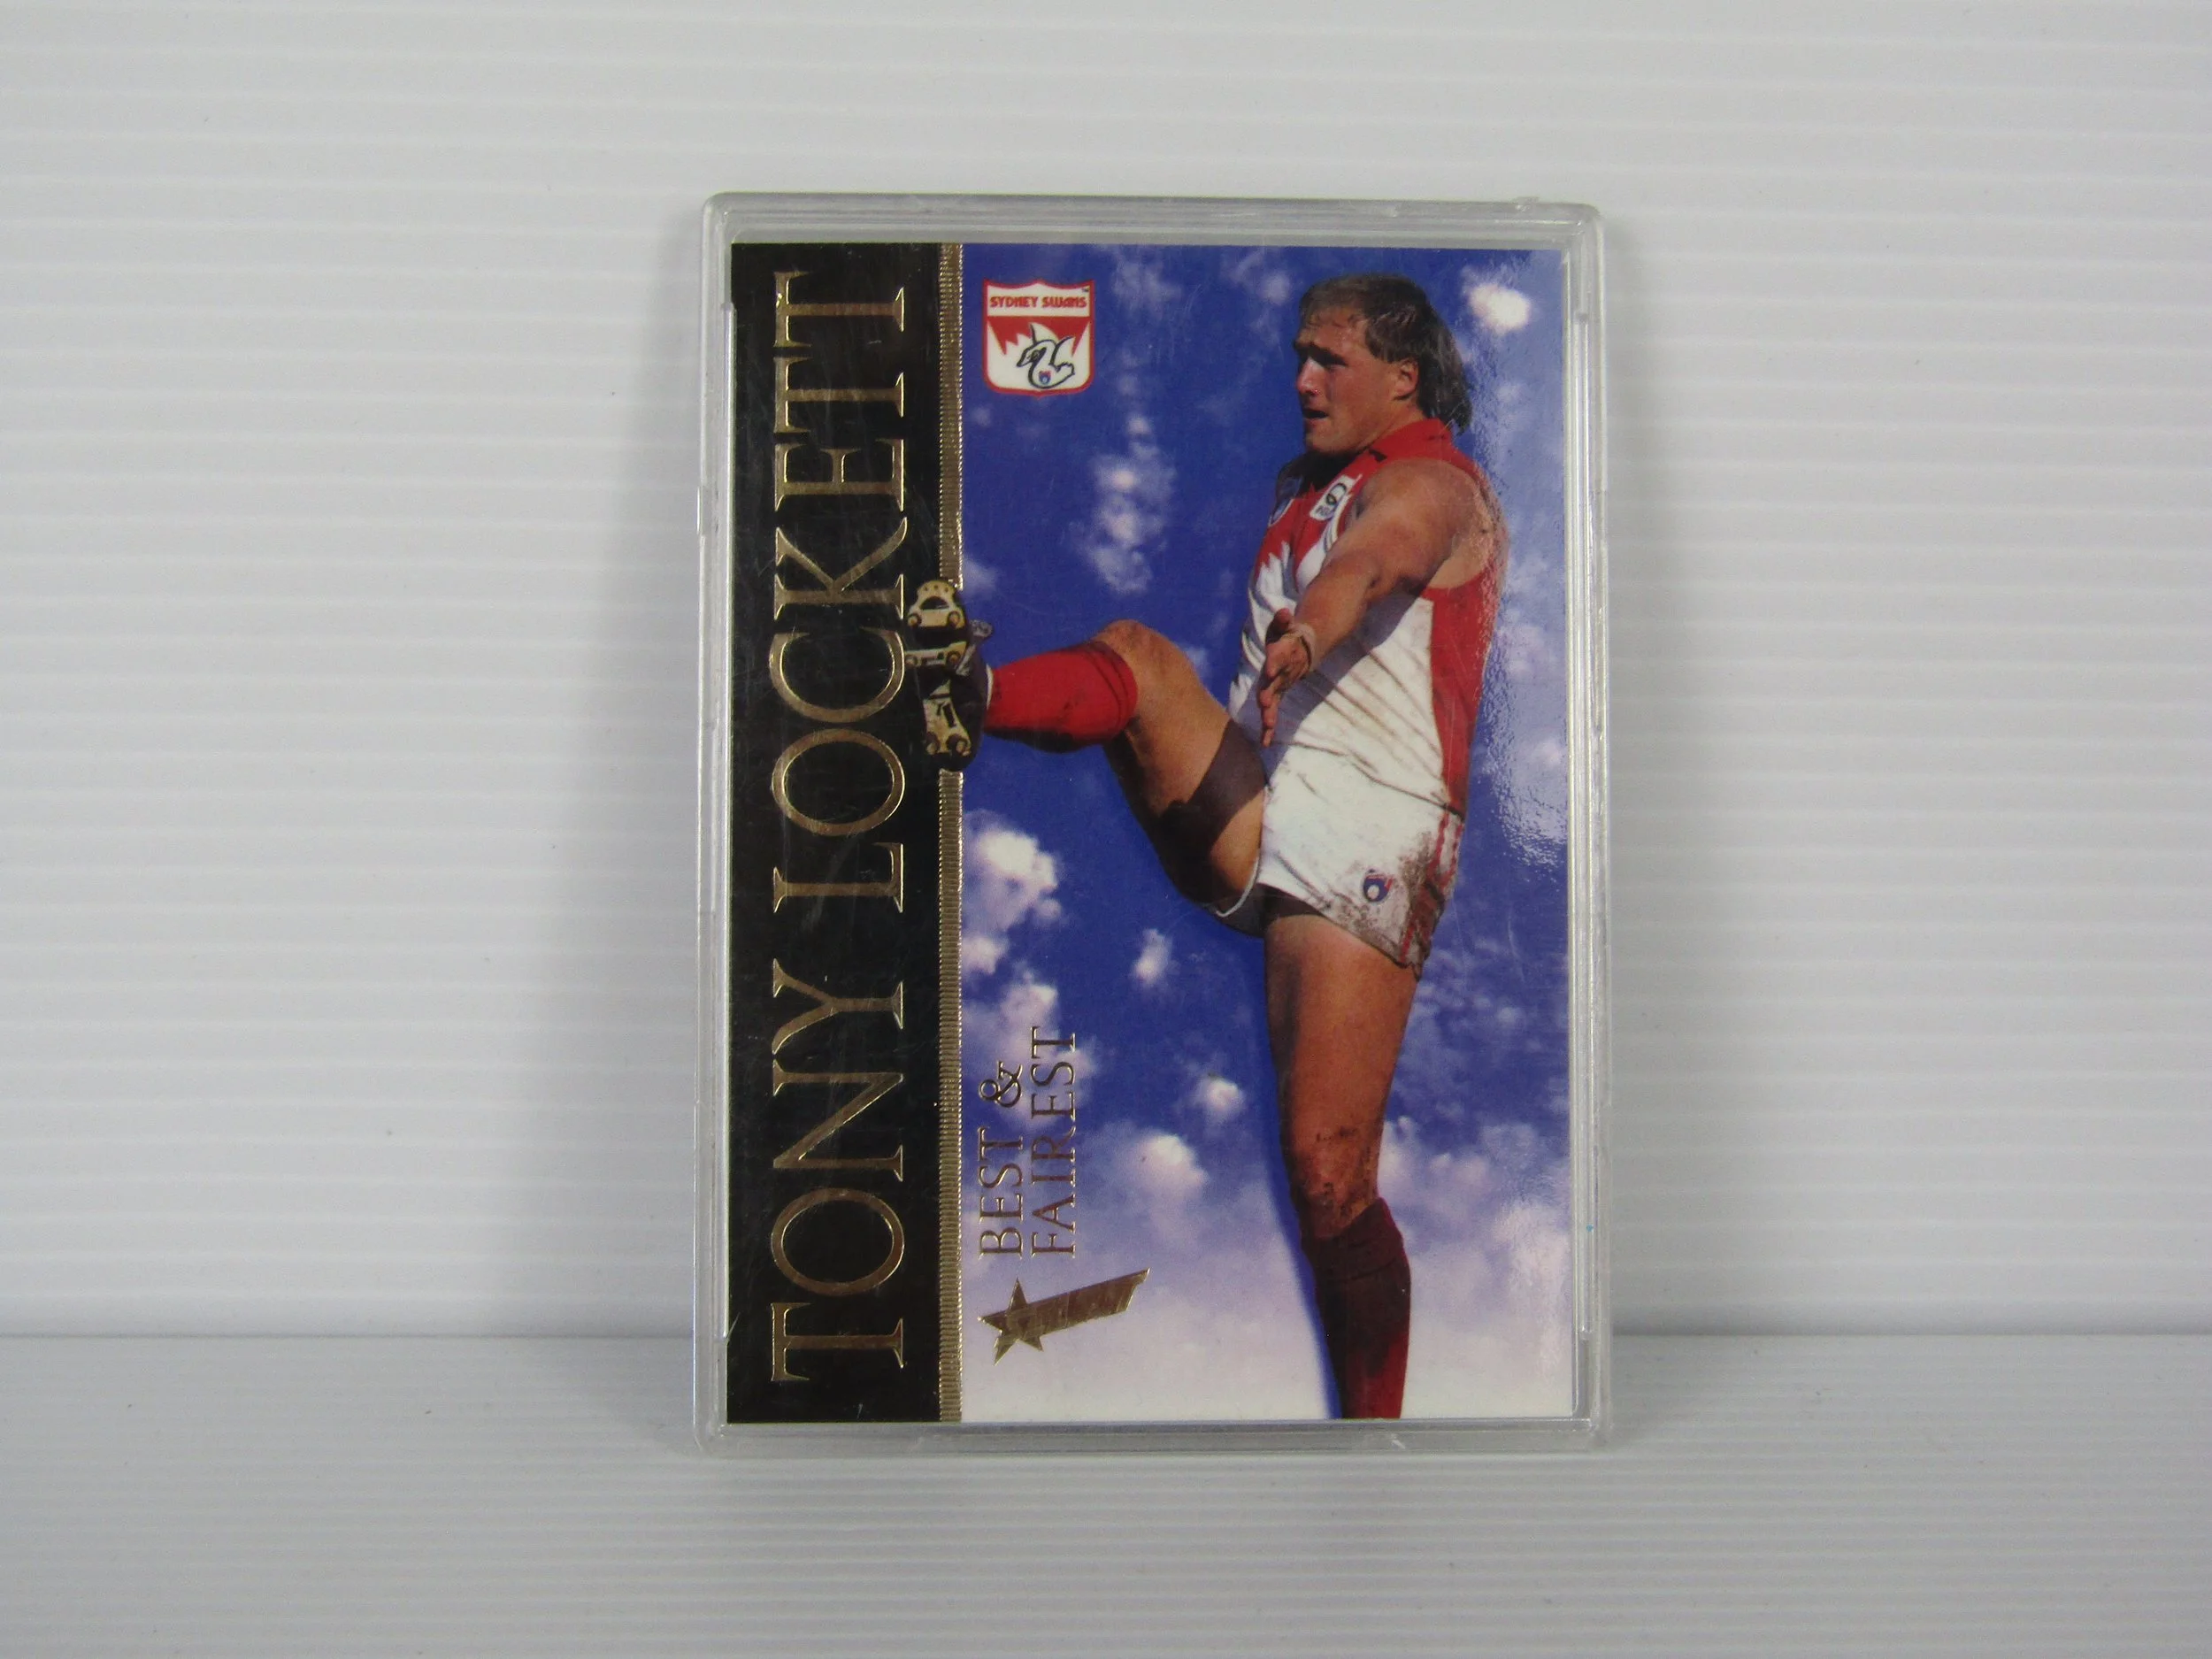 TONY LOCKETT
SYDNEY SWANS
BEST &
FAIREST